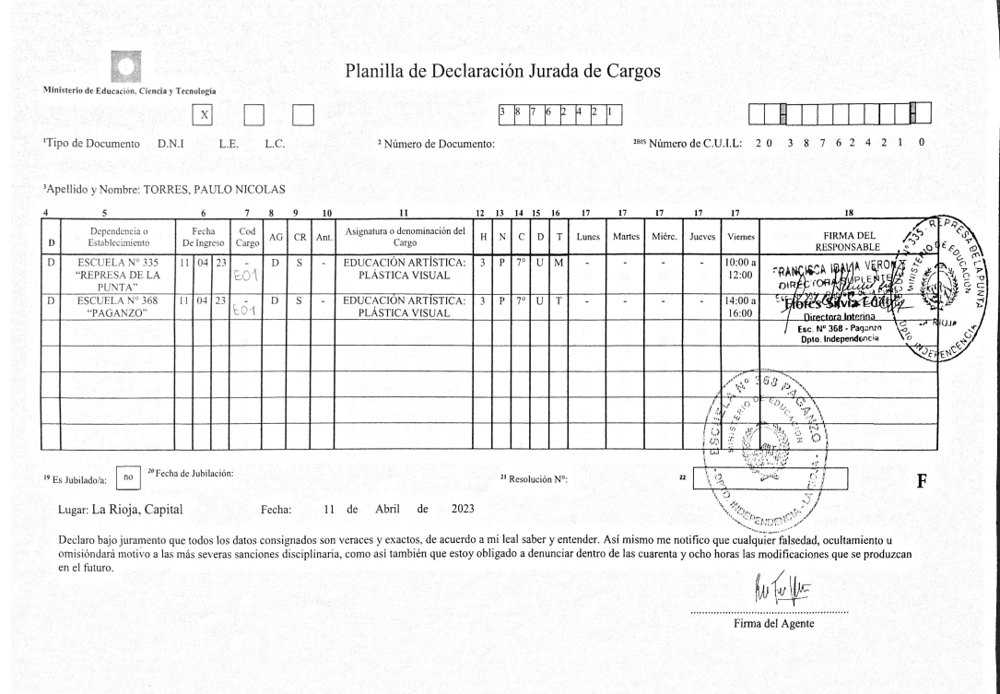 Planilla de Declaración Jurada de Cargos
Ministerio de Educación, Ciencia y Tecnología
X
3 8 7 6 2 4 2 1
¹Tipo de Documento D.N.I L.E. L.C.
² Número de Documento:
2BIS Número de C.U.I.L: 2 0 3 8 7 6 2 4 2 1 0
³Apellido y Nombre: TORRES, PAULO NICOLAS
4 5 6 7 8 9 10 11 12 13 14 15 16 17 17 17 17 17 18
D Dependencia o Establecimiento Fecha De Ingreso Cod Cargo AG CR Ant. Asignatura o denominación del Cargo H N C D T Lunes Martes Miérc. Jueves Viernes FIRMA DEL RESPONSABLE
D ESCUELA N° 335 11 04 23 - D S - EDUCACIÓN ARTÍSTICA: 3 P 7° U M - - - - 10:00 a
"REPRESA DE LA E01 PLÁSTICA VISUAL 12:00
PUNTA"
D ESCUELA N° 368 11 04 23 - D S - EDUCACIÓN ARTÍSTICA: 3 P 7° U T - - - - 14:00 a
"PAGANZO" E01 PLÁSTICA VISUAL 16:00
DIRECTORA SUPLENTE
Flores Silvia
Directora Interina
Esc. N° 368 - Paganzo
Dpto. Independencia
N° 335 - REPRESA DE LA PUNTA
MINISTERIO DE EDUCACION
LA RIOJA
Dpto. INDEPENDENCIA
ESCUELA N° 368 PAGANZO
MINISTERIO DE EDUCACION
- DPTO. INDEPENDENCIA - LA RIOJA -
19 Es Jubilado/a: no 20 Fecha de Jubilación: 21 Resolución N°: 22 F
Lugar: La Rioja, Capital Fecha: 11 de Abril de 2023
Declaro bajo juramento que todos los datos consignados son veraces y exactos, de acuerdo a mi leal saber y entender. Así mismo me notifico que cualquier falsedad, ocultamiento u
omisióndará motivo a las más severas sanciones disciplinaria, como así también que estoy obligado a denunciar dentro de las cuarenta y ocho horas las modificaciones que se produzcan
en el futuro.
Firma del Agente